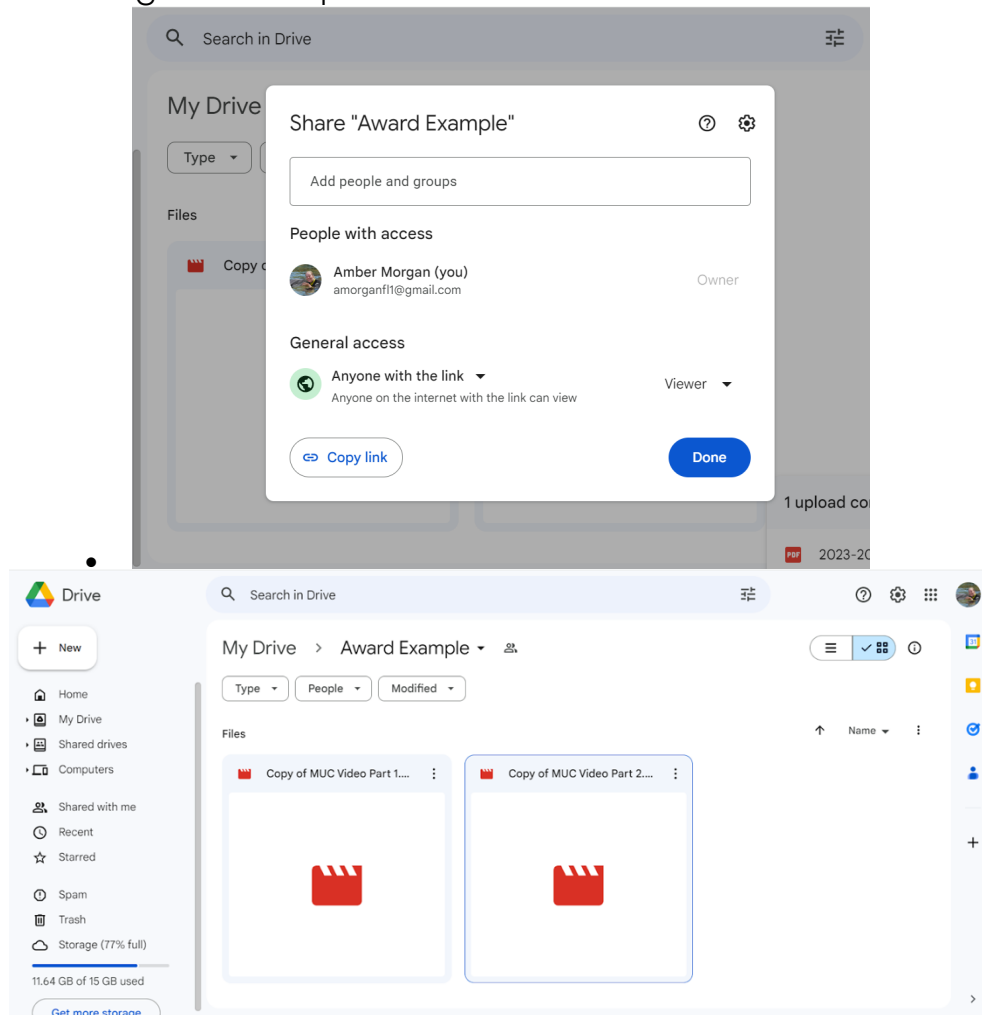 Search in Drive
My Drive
Type
Files
Copy
Share "Award Example"
Add people and groups
People with access
Amber Morgan (you)
amorganfl1@gmail.com
Owner
General access
Anyone with the link
Anyone on the internet with the link can view
Viewer
Copy link
Done
1 upload co
PDF 2023-20
Drive
Search in Drive
31
New
My Drive > Award Example
Type People Modified
Home
My Drive
Shared drives
Computers
Shared with me
Recent
Starred
Spam
Trash
Storage (77% full)
11.64 GB of 15 GB used
Get more storage
Files
Name
Copy of MUC Video Part 1....
Copy of MUC Video Part 2....